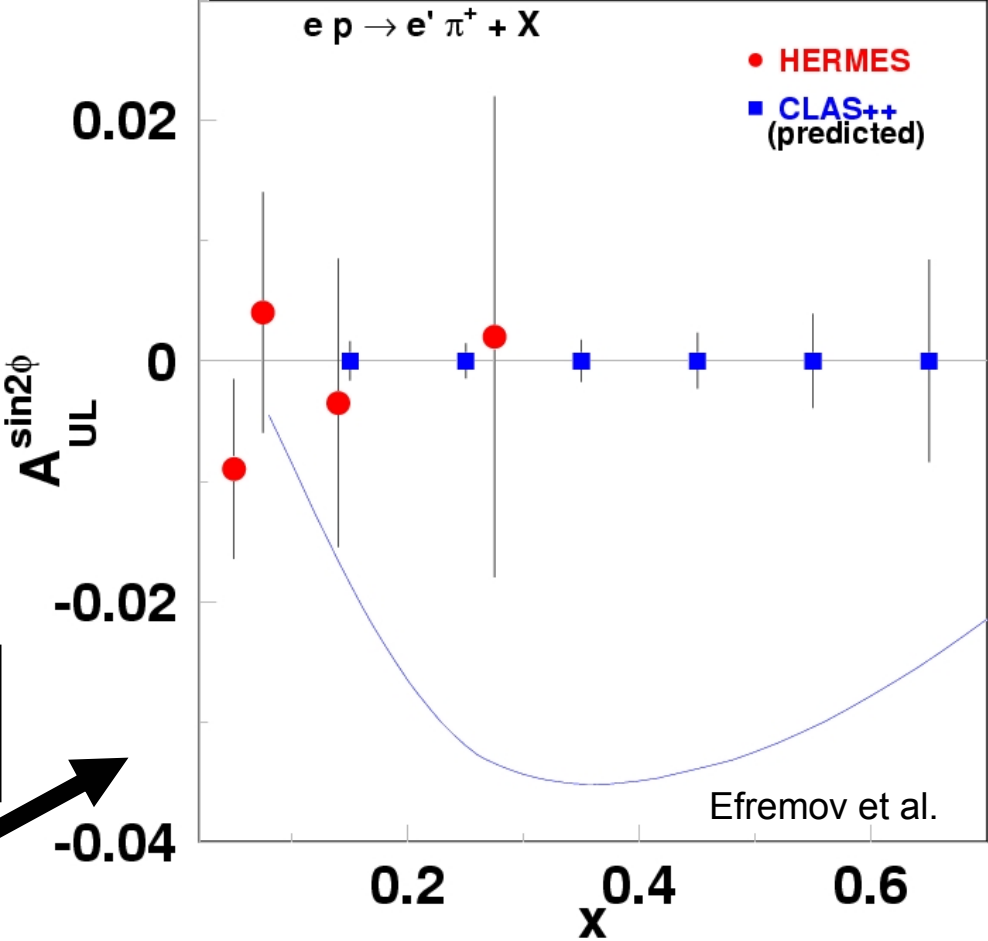 e p → e' π⁺ + X
HERMES
CLAS++
(predicted)
0.02
0
-0.02
-0.04
A_UL^sin2ϕ
Efremov et al.
0.2 0.4 0.6
x